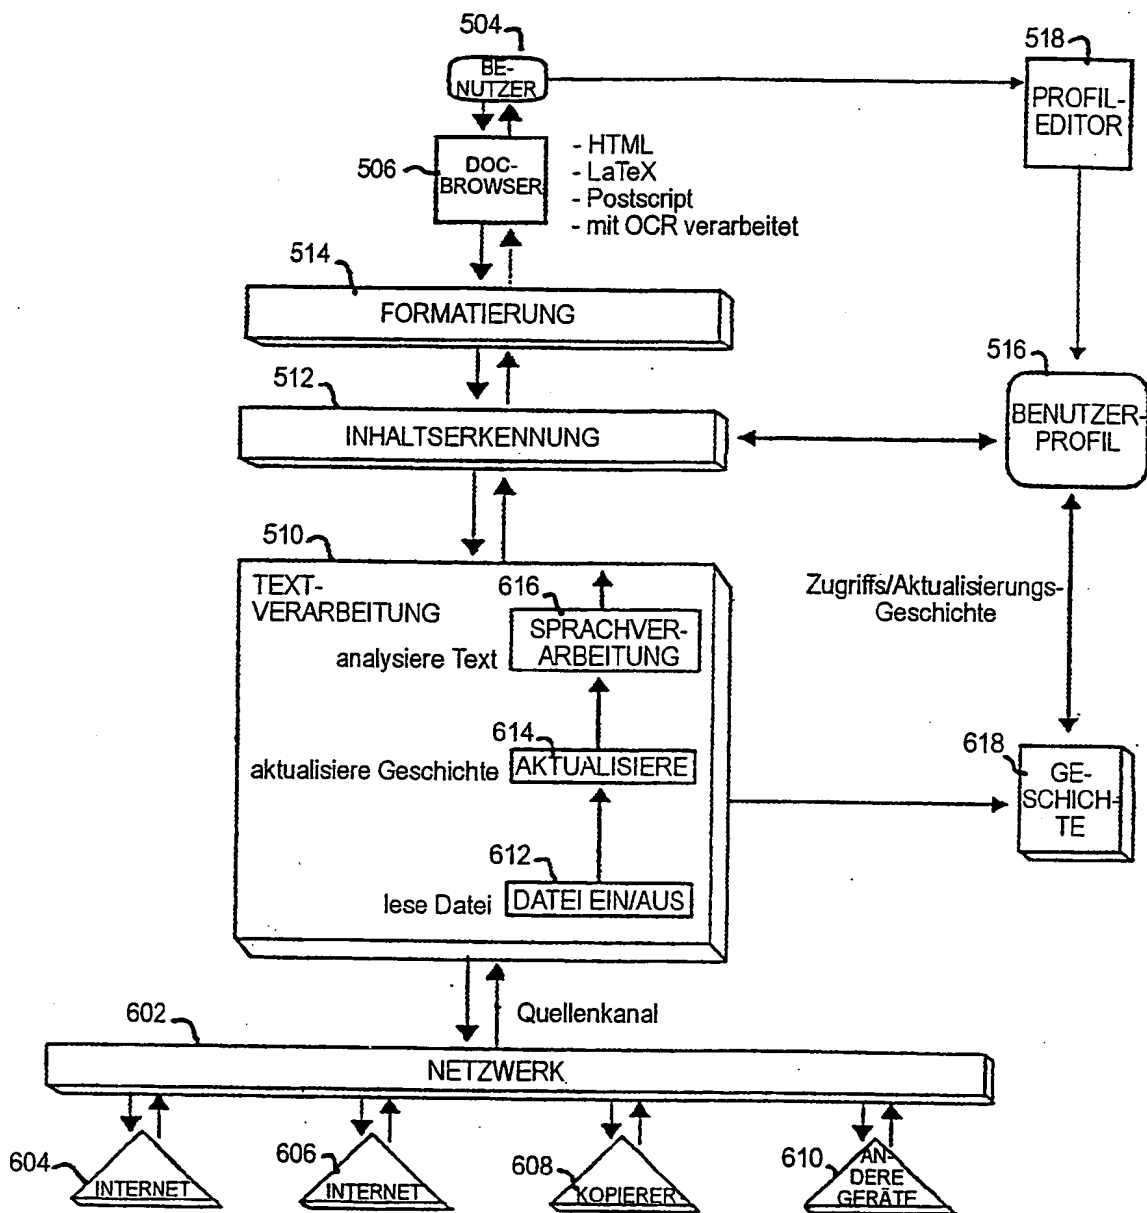 504
BE-
NUTZER
518
PROFIL-
EDITOR
506
DOC-
BROWSER
- HTML
- LaTeX
- Postscript
- mit OCR verarbeitet
514
FORMATIERUNG
512
INHALTSERKENNUNG
516
BENUTZER-
PROFIL
510
TEXT-
VERARBEITUNG
616
SPRACHVER-
ARBEITUNG
analysiere Text
Zugriffs/Aktualisierungs-
Geschichte
614
aktualisiere Geschichte
AKTUALISIERE
618
GE-
SCHICH-
TE
612
lese Datei
DATEI EIN/AUS
Quellenkanal
602
NETZWERK
604
INTERNET
606
INTERNET
608
KOPIERER
610
AN-
DERE
GERÄTE